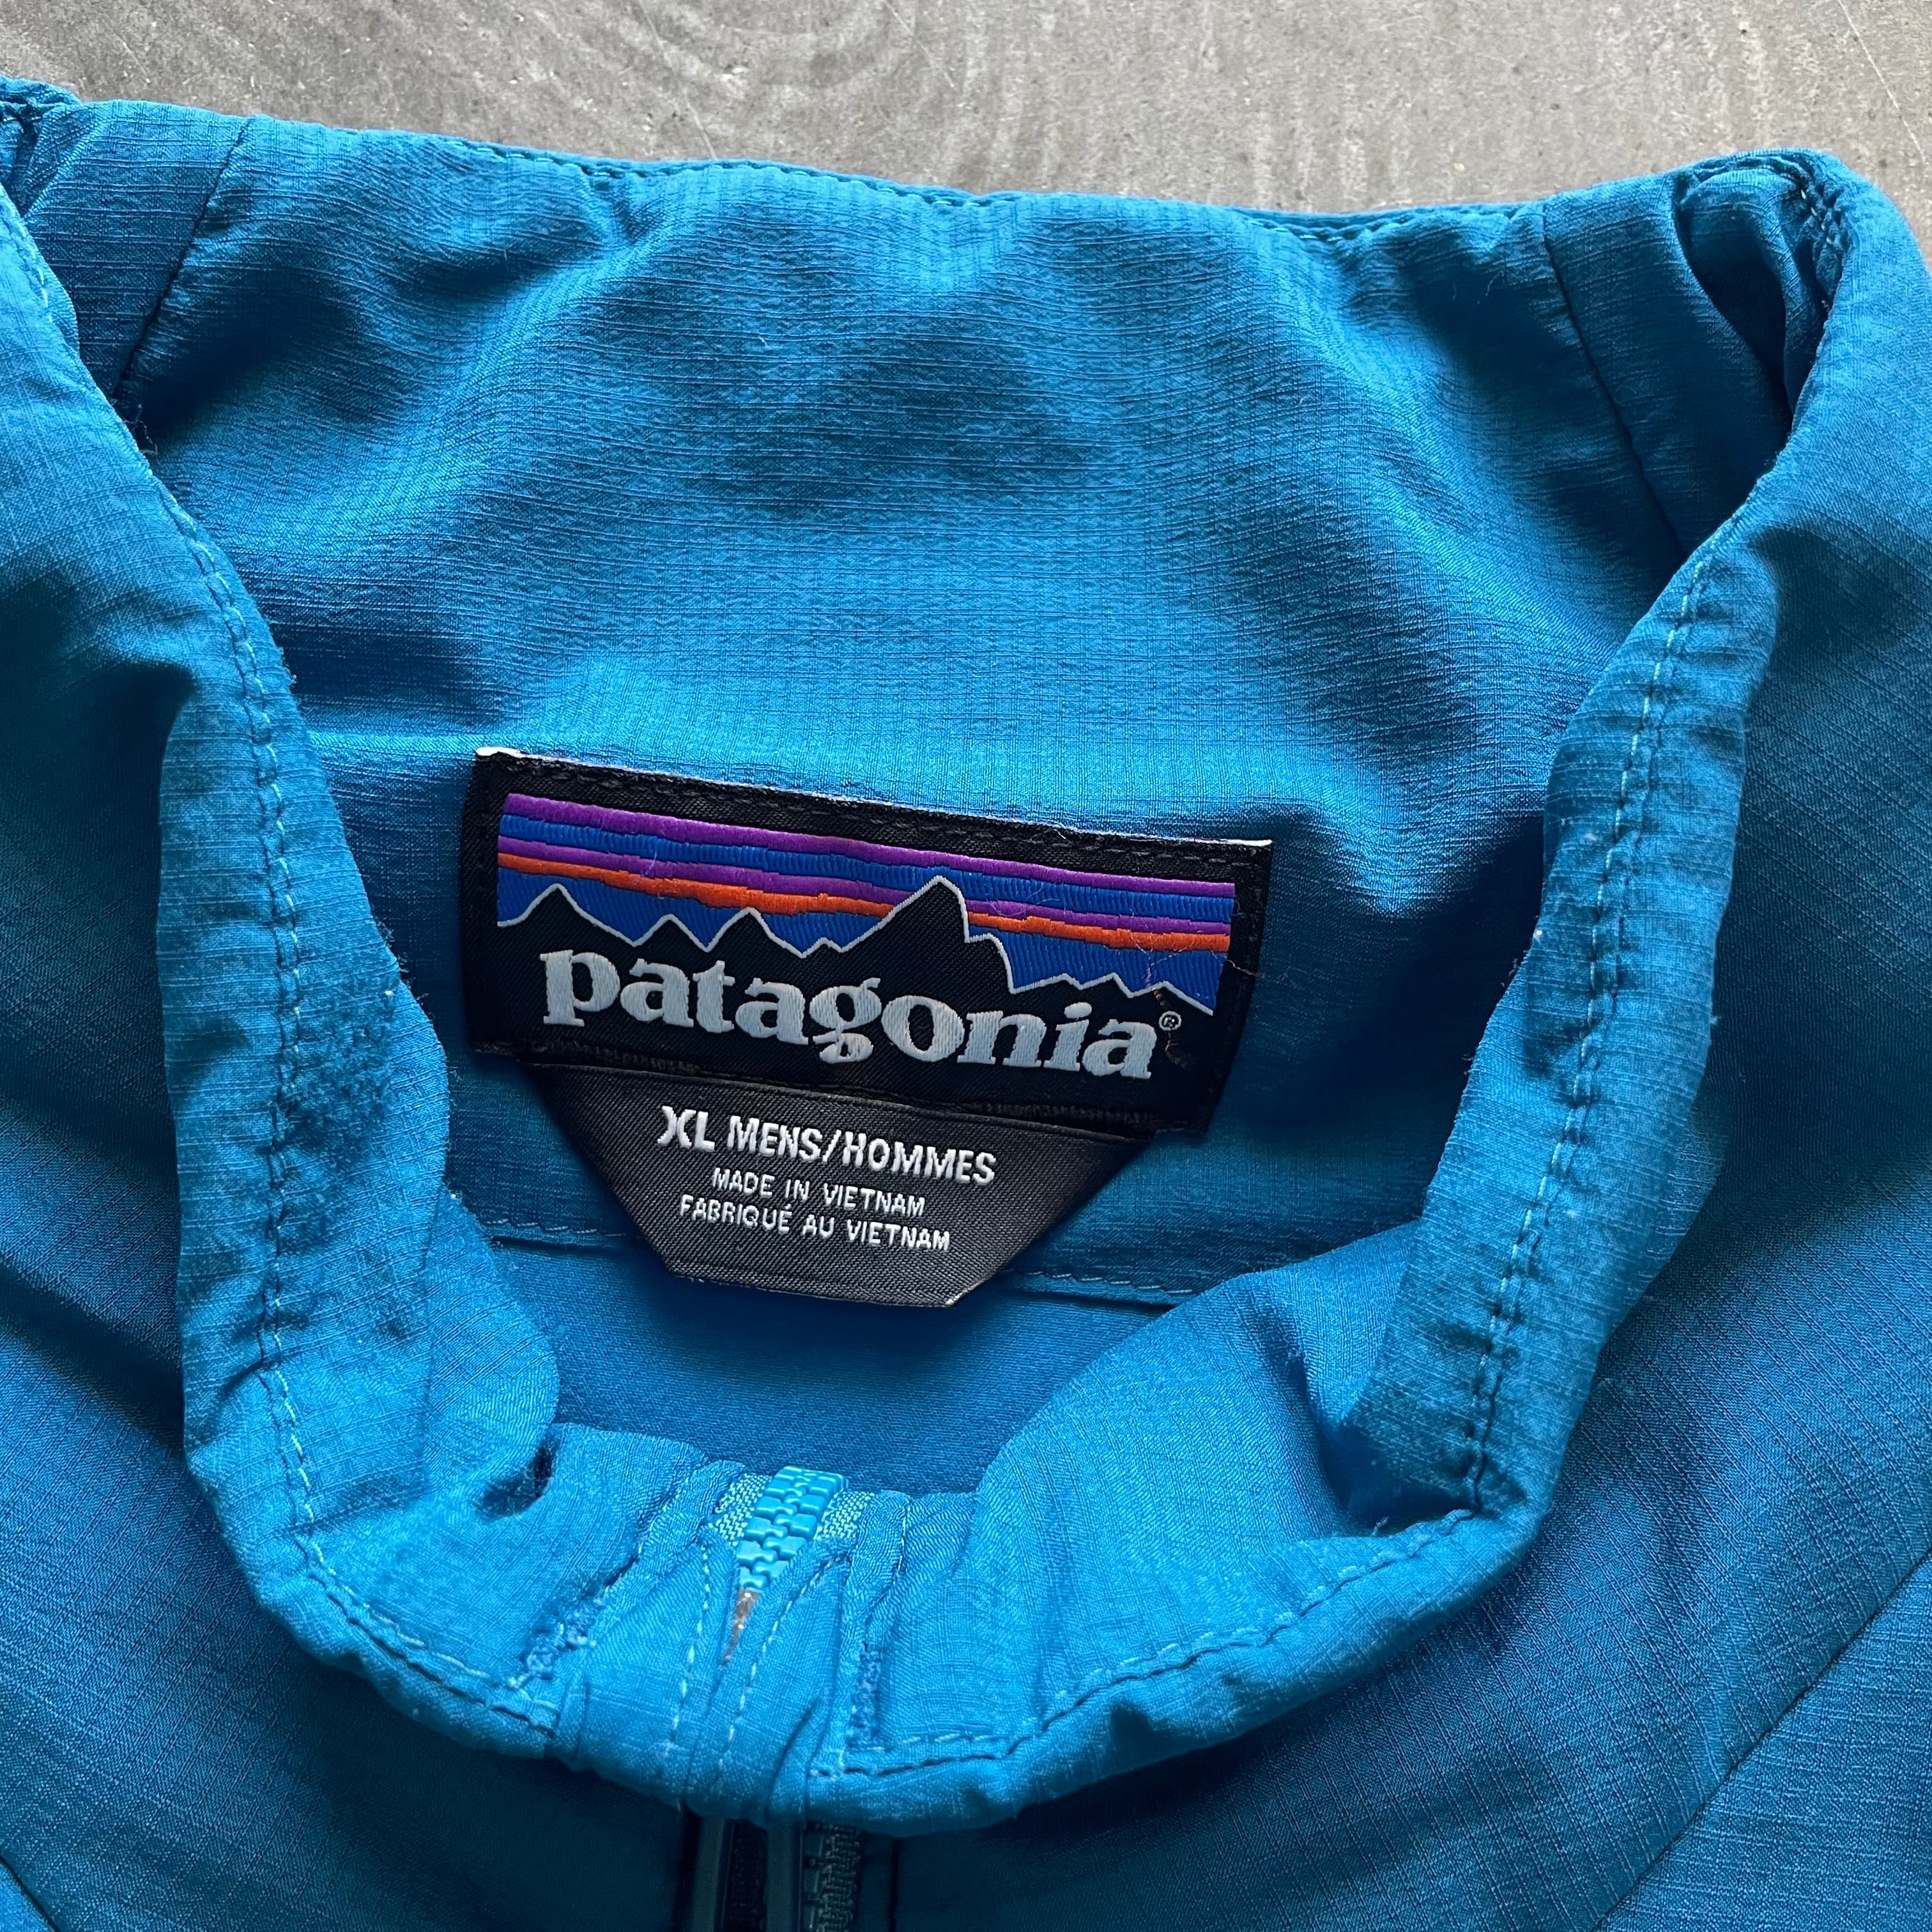 patagonia®
XL MENS/HOMMES
MADE IN VIETNAM
FABRIQUÉ AU VIETNAM